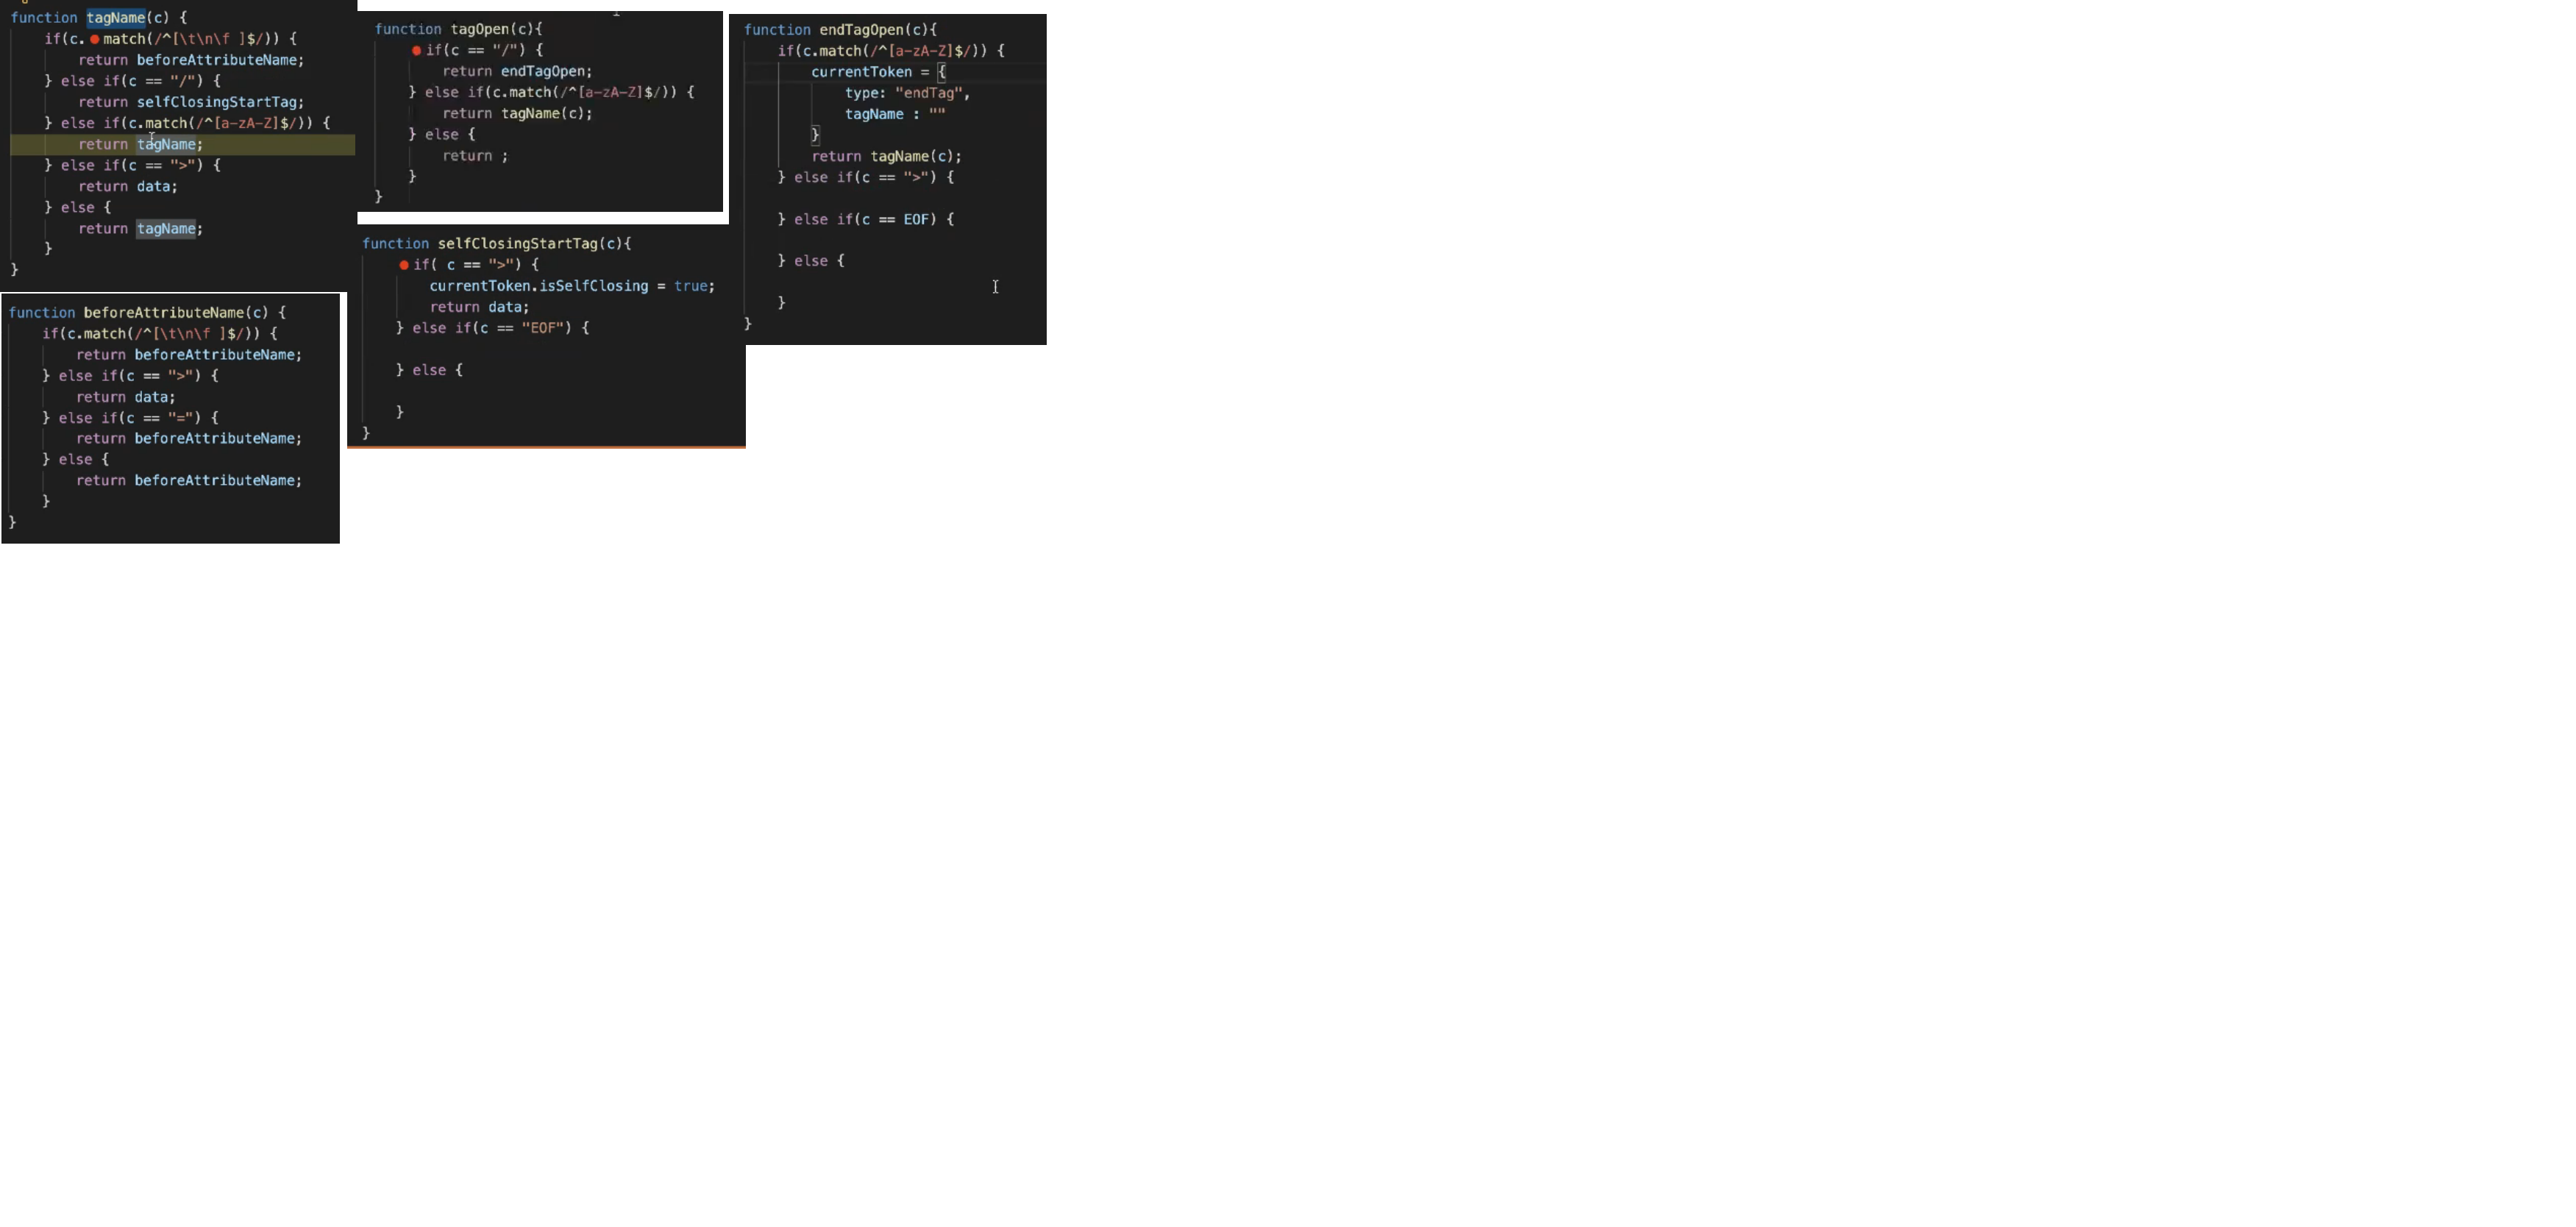 function tagName(c) {
if(c.match(/^[\t\n\f ]$/)) {
return beforeAttributeName;
} else if(c == "/") {
return selfClosingStartTag;
} else if(c.match(/^[a-zA-Z]$/)) {
return tagName;
} else if(c == ">") {
return data;
} else {
return tagName;
}
}
function beforeAttributeName(c) {
if(c.match(/^[\t\n\f ]$/)) {
return beforeAttributeName;
} else if(c == ">") {
return data;
} else if(c == "=") {
return beforeAttributeName;
} else {
return beforeAttributeName;
}
}
function tagOpen(c){
if(c == "/") {
return endTagOpen;
} else if(c.match(/^[a-zA-Z]$/)) {
return tagName(c);
} else {
return ;
}
}
function selfClosingStartTag(c){
if( c == ">") {
currentToken.isSelfClosing = true;
return data;
} else if(c == "EOF") {
} else {
}
}
function endTagOpen(c){
if(c.match(/^[a-zA-Z]$/)) {
currentToken = {
type: "endTag",
tagName : ""
}
return tagName(c);
} else if(c == ">") {
} else if(c == EOF) {
} else {
}
}